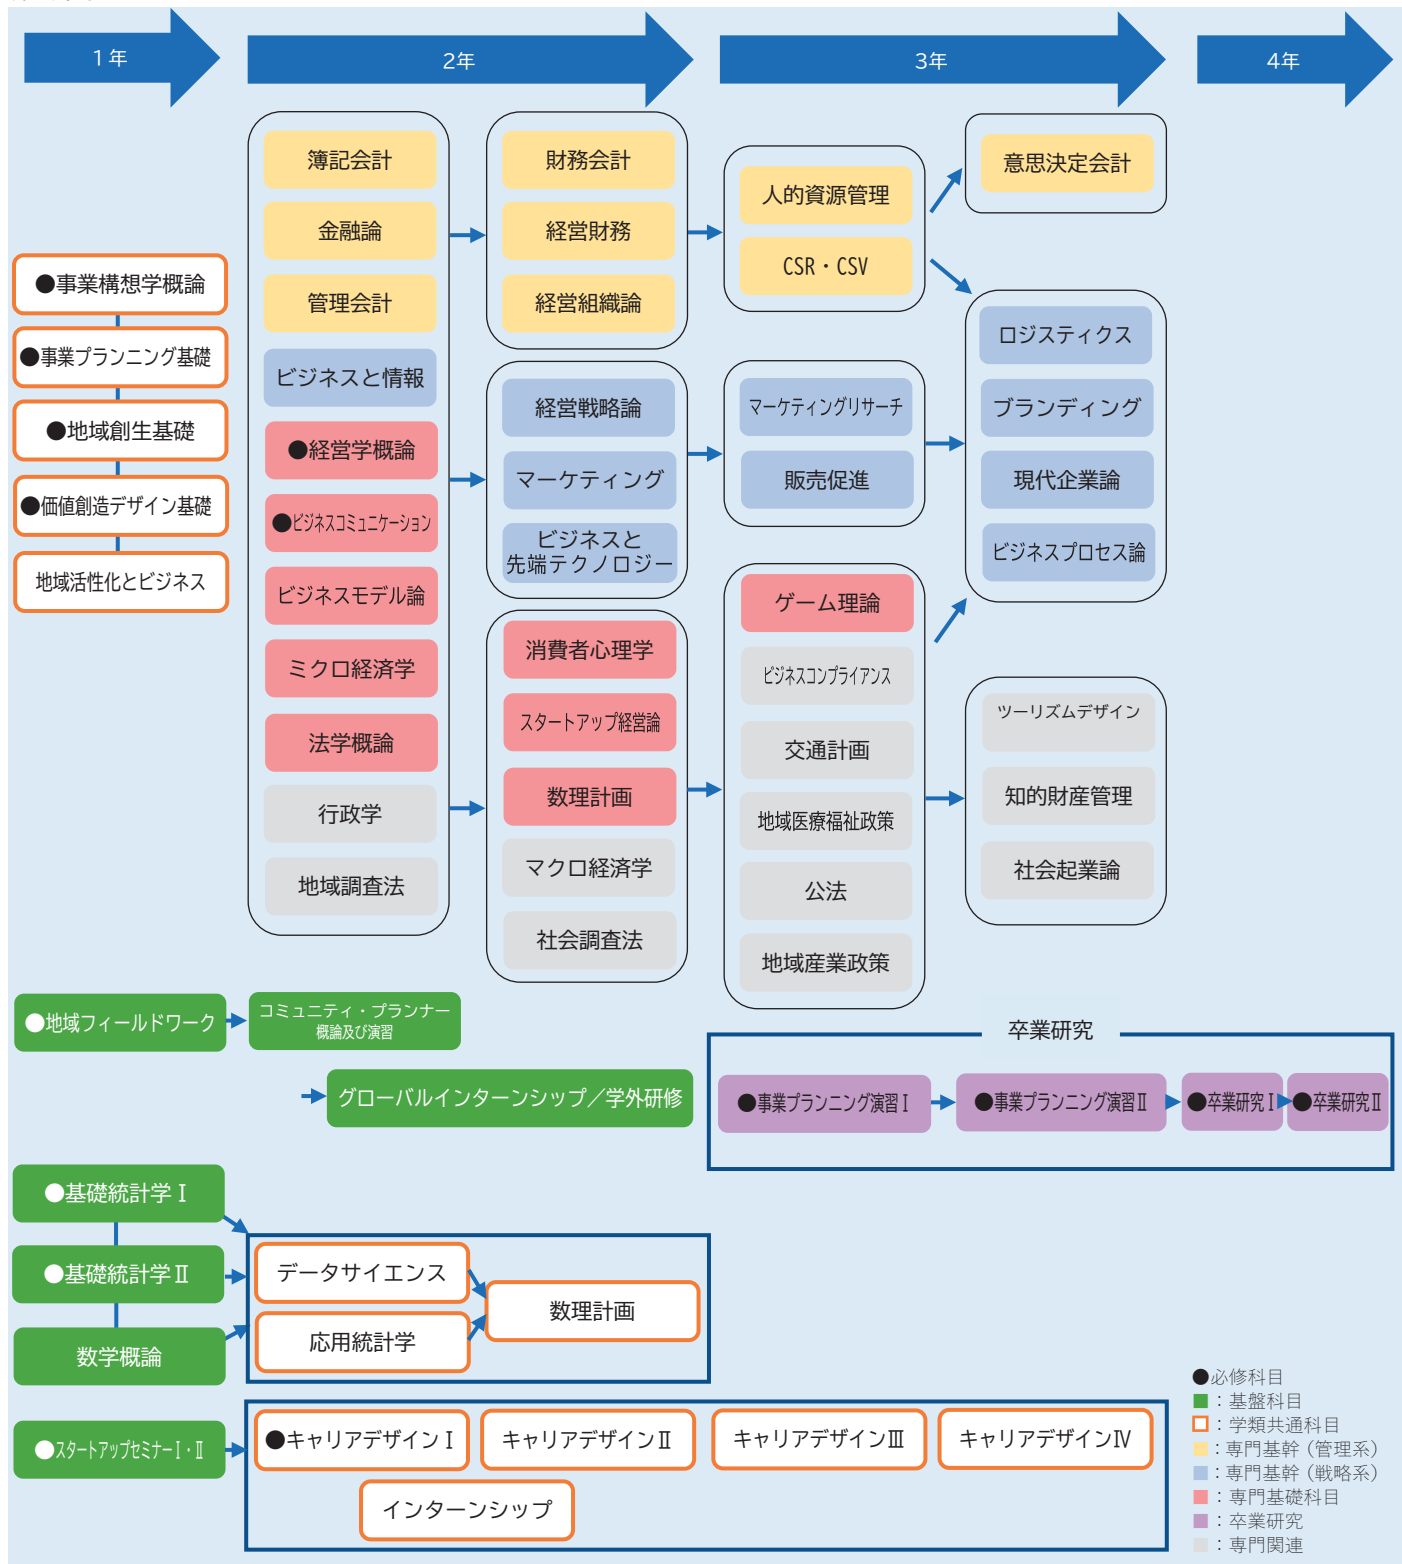 1年
2年
3年
4年
●事業構想学概論
●事業プランニング基礎
●地域創生基礎
●価値創造デザイン基礎
地域活性化とビジネス
簿記会計
金融論
管理会計
ビジネスと情報
●経営学概論
●ビジネスコミュニケーション
ビジネスモデル論
ミクロ経済学
法学概論
行政学
地域調査法
財務会計
経営財務
経営組織論
経営戦略論
マーケティング
ビジネスと
先端テクノロジー
消費者心理学
スタートアップ経営論
数理計画
マクロ経済学
社会調査法
人的資源管理
CSR・CSV
マーケティングリサーチ
販売促進
ゲーム理論
ビジネスコンプライアンス
交通計画
地域医療福祉政策
公法
地域産業政策
意思決定会計
ロジスティクス
ブランディング
現代企業論
ビジネスプロセス論
ツーリズムデザイン
知的財産管理
社会起業論
●地域フィールドワーク
コミュニティ・プランナー
概論及び演習
グローバルインターンシップ／学外研修
卒業研究
●事業プランニング演習Ⅰ
●事業プランニング演習Ⅱ
●卒業研究Ⅰ
●卒業研究Ⅱ
●基礎統計学Ⅰ
●基礎統計学Ⅱ
数学概論
データサイエンス
応用統計学
数理計画
●スタートアップセミナーⅠ・Ⅱ
●キャリアデザインⅠ
キャリアデザインⅡ
キャリアデザインⅢ
キャリアデザインⅣ
インターンシップ
●必修科目
■：基盤科目
□：学類共通科目
■：専門基幹（管理系）
■：専門基幹（戦略系）
■：専門基礎科目
■：卒業研究
■：専門関連